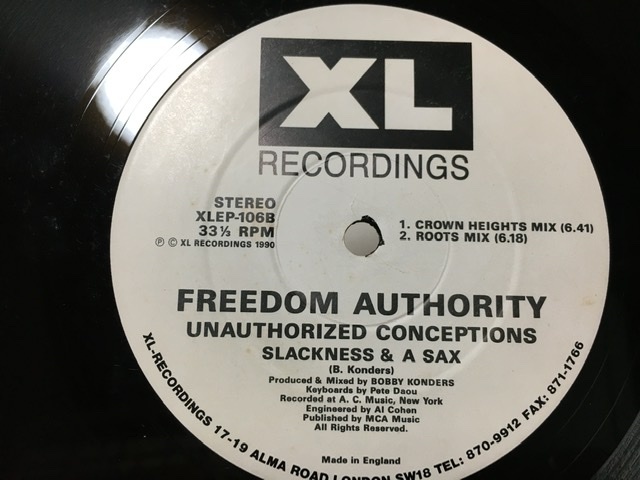 XL
RECORDINGS
STEREO
XLEP-106B
33⅓ RPM
℗ © XL RECORDINGS 1990
1. CROWN HEIGHTS MIX (6.41)
2. ROOTS MIX (6.18)
FREEDOM AUTHORITY
UNAUTHORIZED CONCEPTIONS
SLACKNESS & A SAX
(B. Konders)
Produced & Mixed by BOBBY KONDERS
Keyboards by Pete Daou
Recorded at A. C. Music, New York
Engineered by Al Cohen
Published by MCA Music
All Rights Reserved.
Made in England
XL-RECORDINGS 17-19 ALMA ROAD LONDON SW18 TEL: 870-9912 FAX: 871-1766